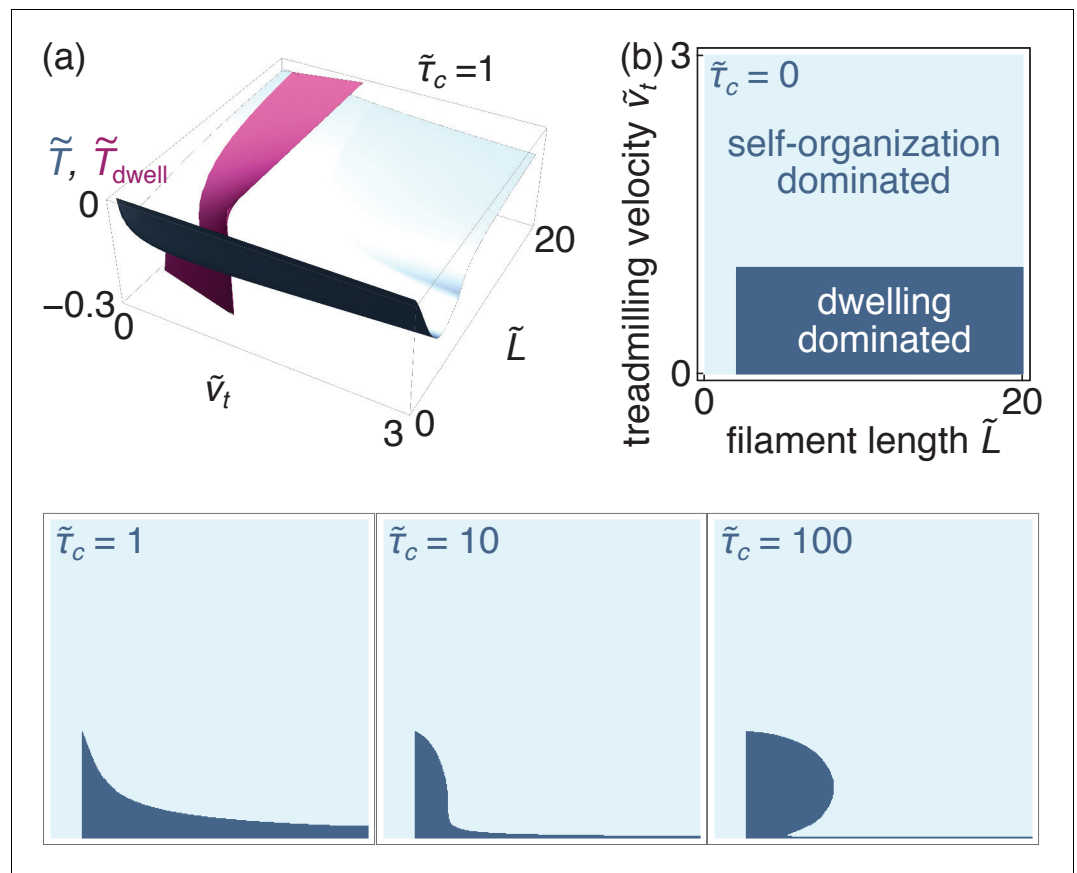 (a)
τ̃c =1
T̃, T̃dwell
0
−0.3
0
ṽt
3
0
L̃
20
(b)
3
τ̃c = 0
self-organization
dominated
dwelling
dominated
0
0
20
treadmilling velocity ṽt
filament length L̃
τ̃c = 1
τ̃c = 10
τ̃c = 100